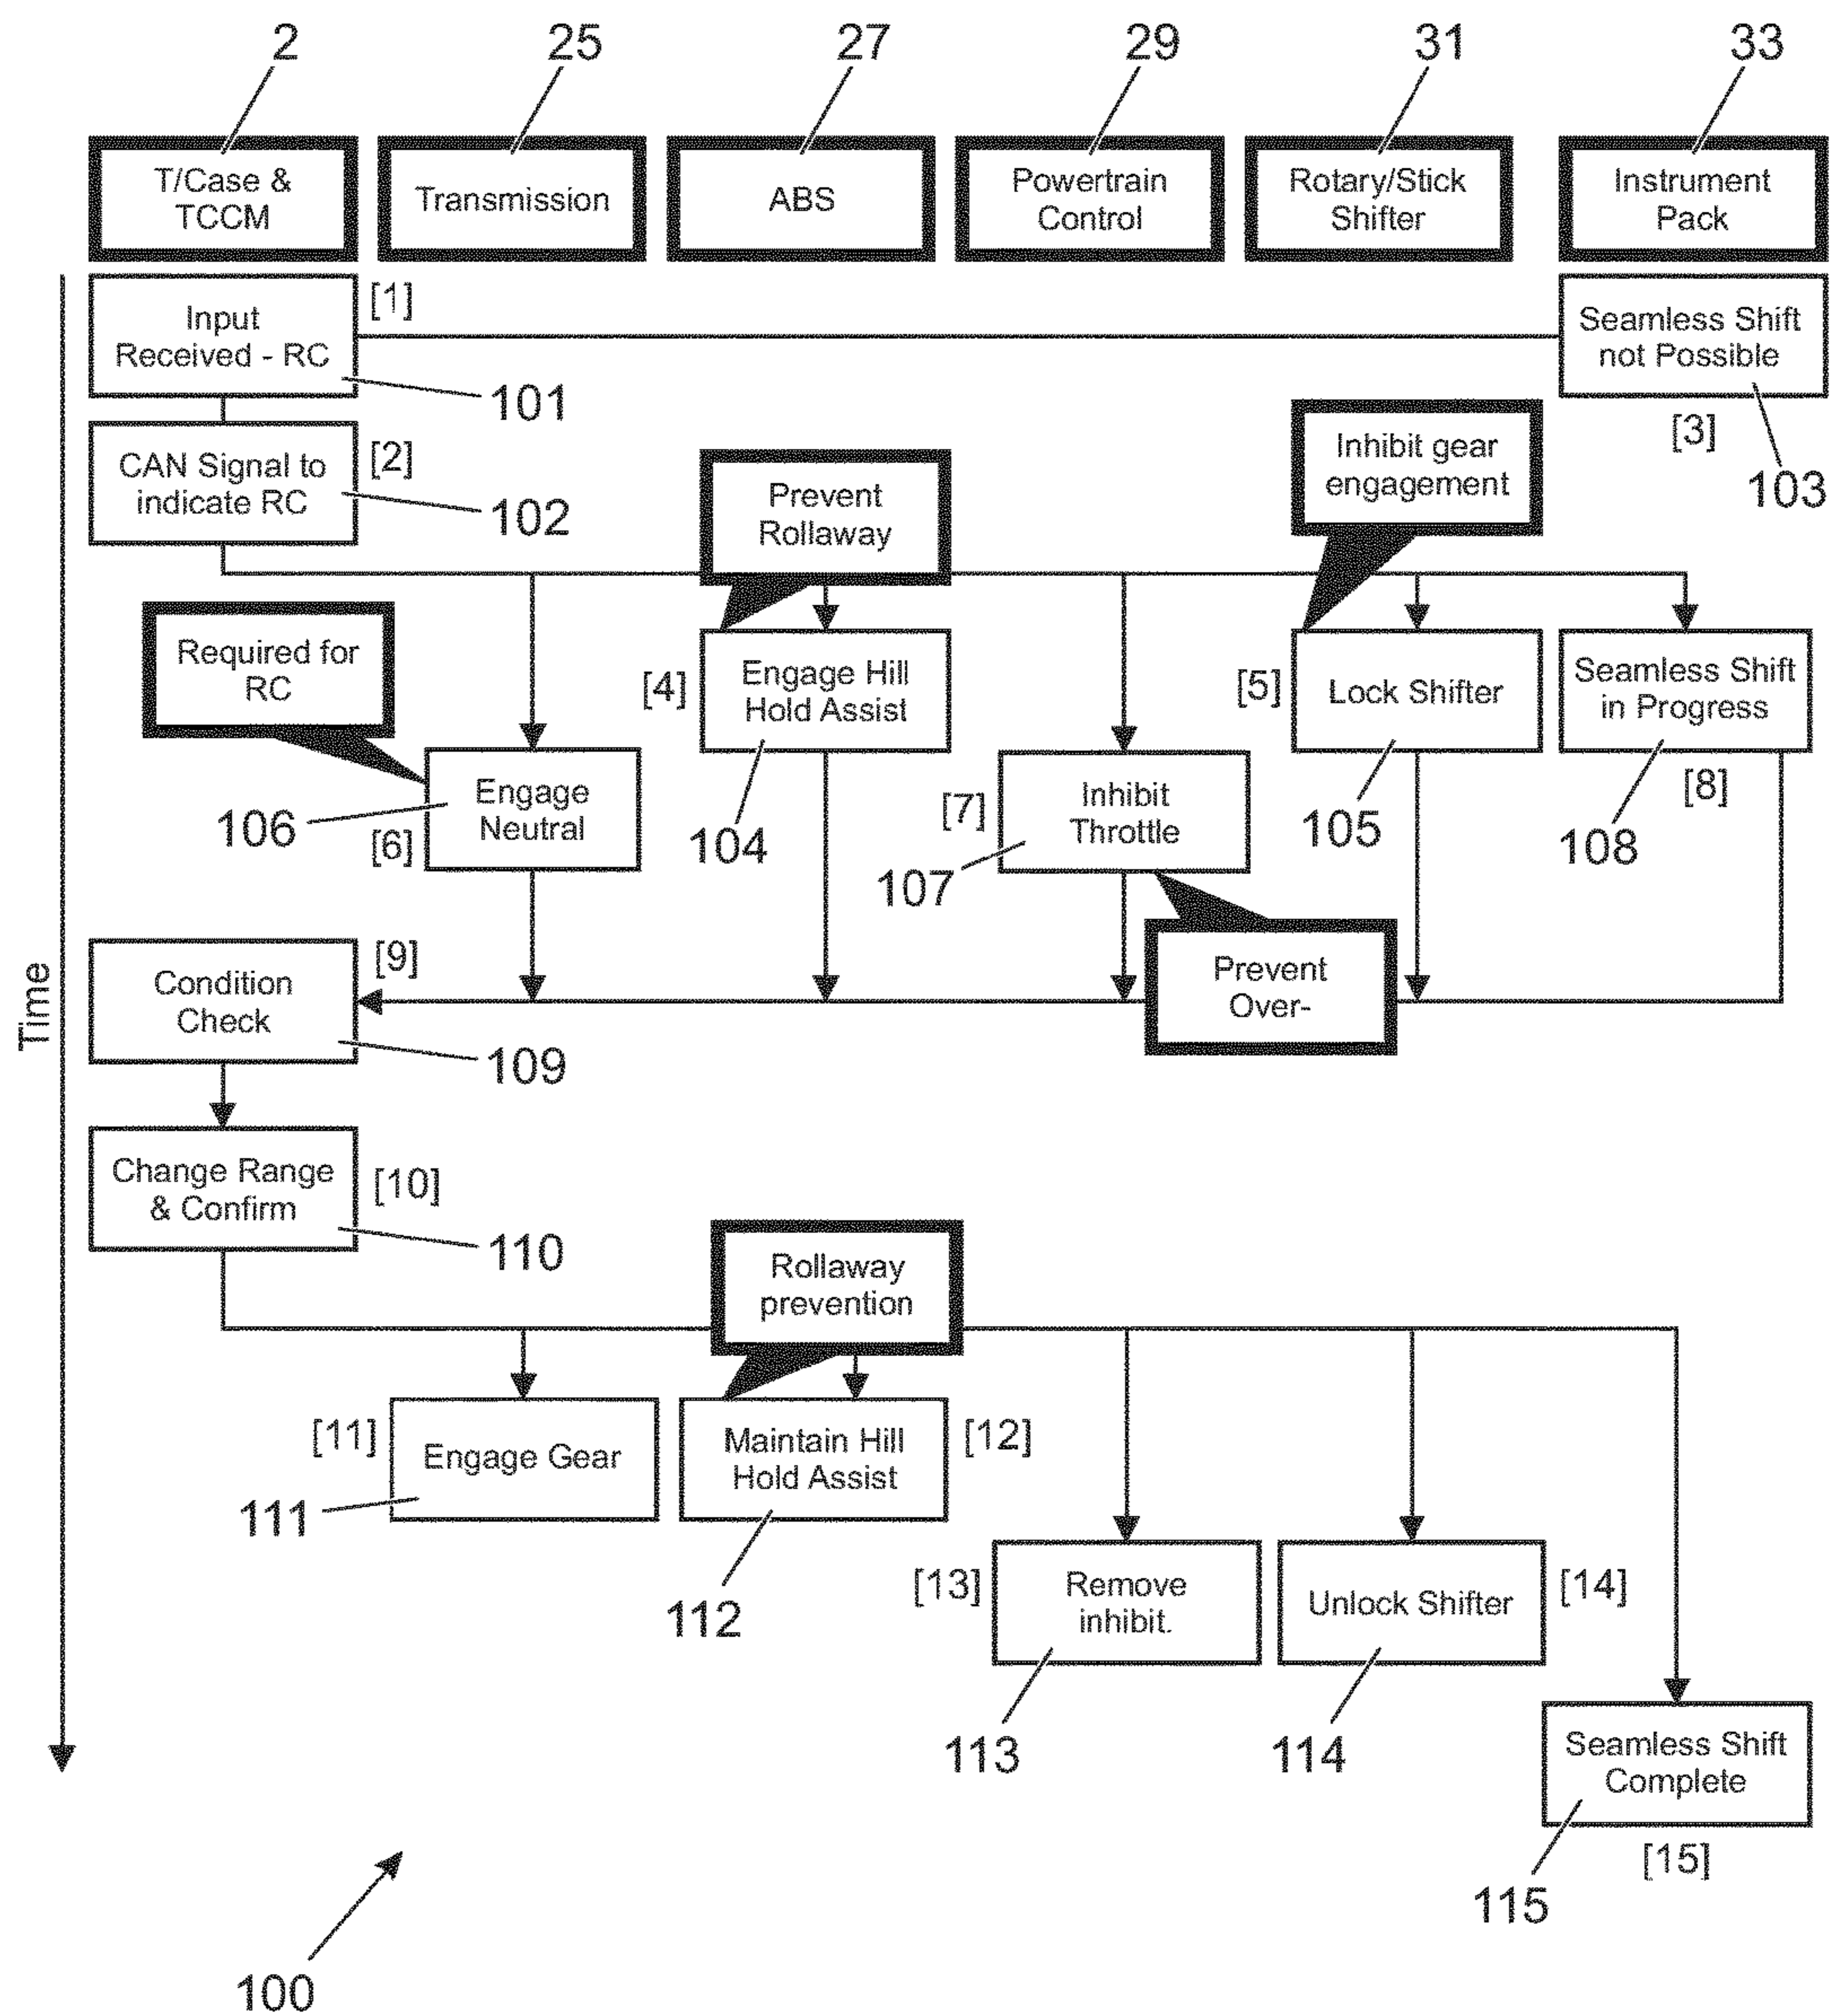 2
25
27
29
31
33
T/Case &
TCCM
Transmission
ABS
Powertrain
Control
Rotary/Stick
Shifter
Instrument
Pack
Input
Received - RC
[1]
101
Seamless Shift
not Possible
[3]
103
CAN Signal to
indicate RC
[2]
102
Prevent
Rollaway
Inhibit gear
engagement
Required for
RC
[4]
Engage Hill
Hold Assist
104
[5]
Lock Shifter
105
Seamless Shift
in Progress
[8]
108
106
[6]
Engage
Neutral
[7]
Inhibit
Throttle
107
Prevent
Over-
Time
Condition
Check
[9]
109
Change Range
& Confirm
[10]
110
Rollaway
prevention
[11]
Engage Gear
111
Maintain Hill
Hold Assist
[12]
112
[13]
Remove
inhibit.
113
Unlock Shifter
[14]
114
Seamless Shift
Complete
[15]
115
100